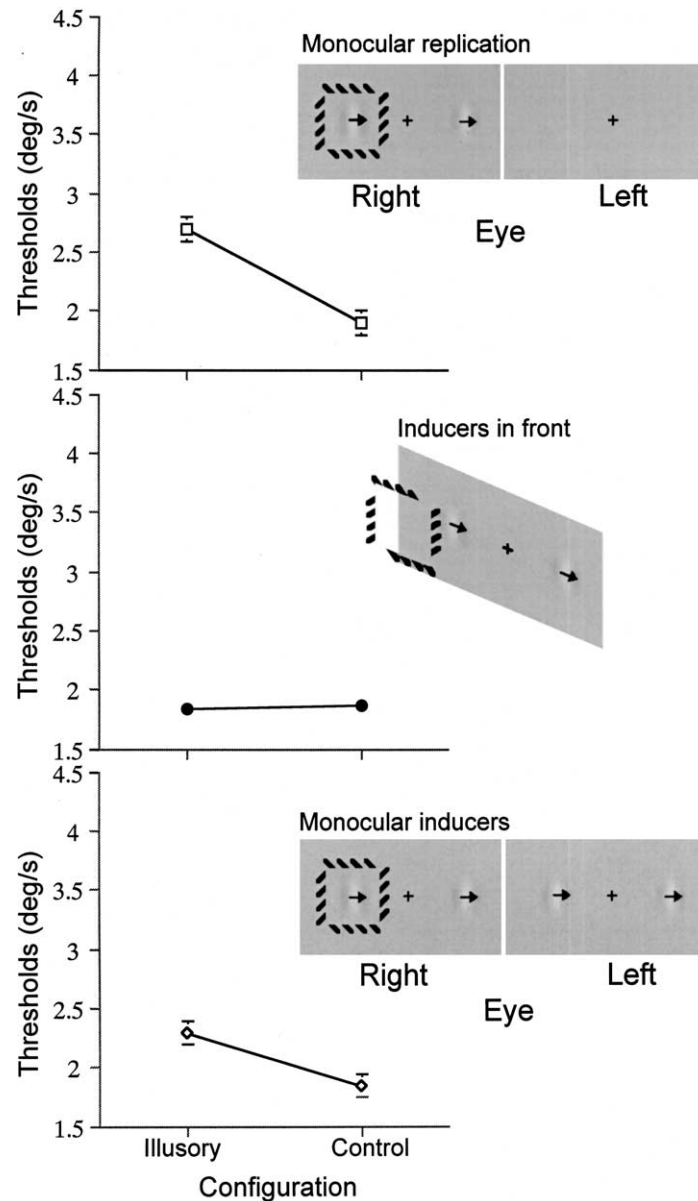 4.5
4
3.5
3
2.5
2
1.5
Thresholds (deg/s)
Monocular replication
Right Left
Eye
4.5
4
3.5
3
2.5
2
1.5
Thresholds (deg/s)
Inducers in front
4.5
4
3.5
3
2.5
2
1.5
Thresholds (deg/s)
Monocular inducers
Right Left
Eye
Illusory Control
Configuration